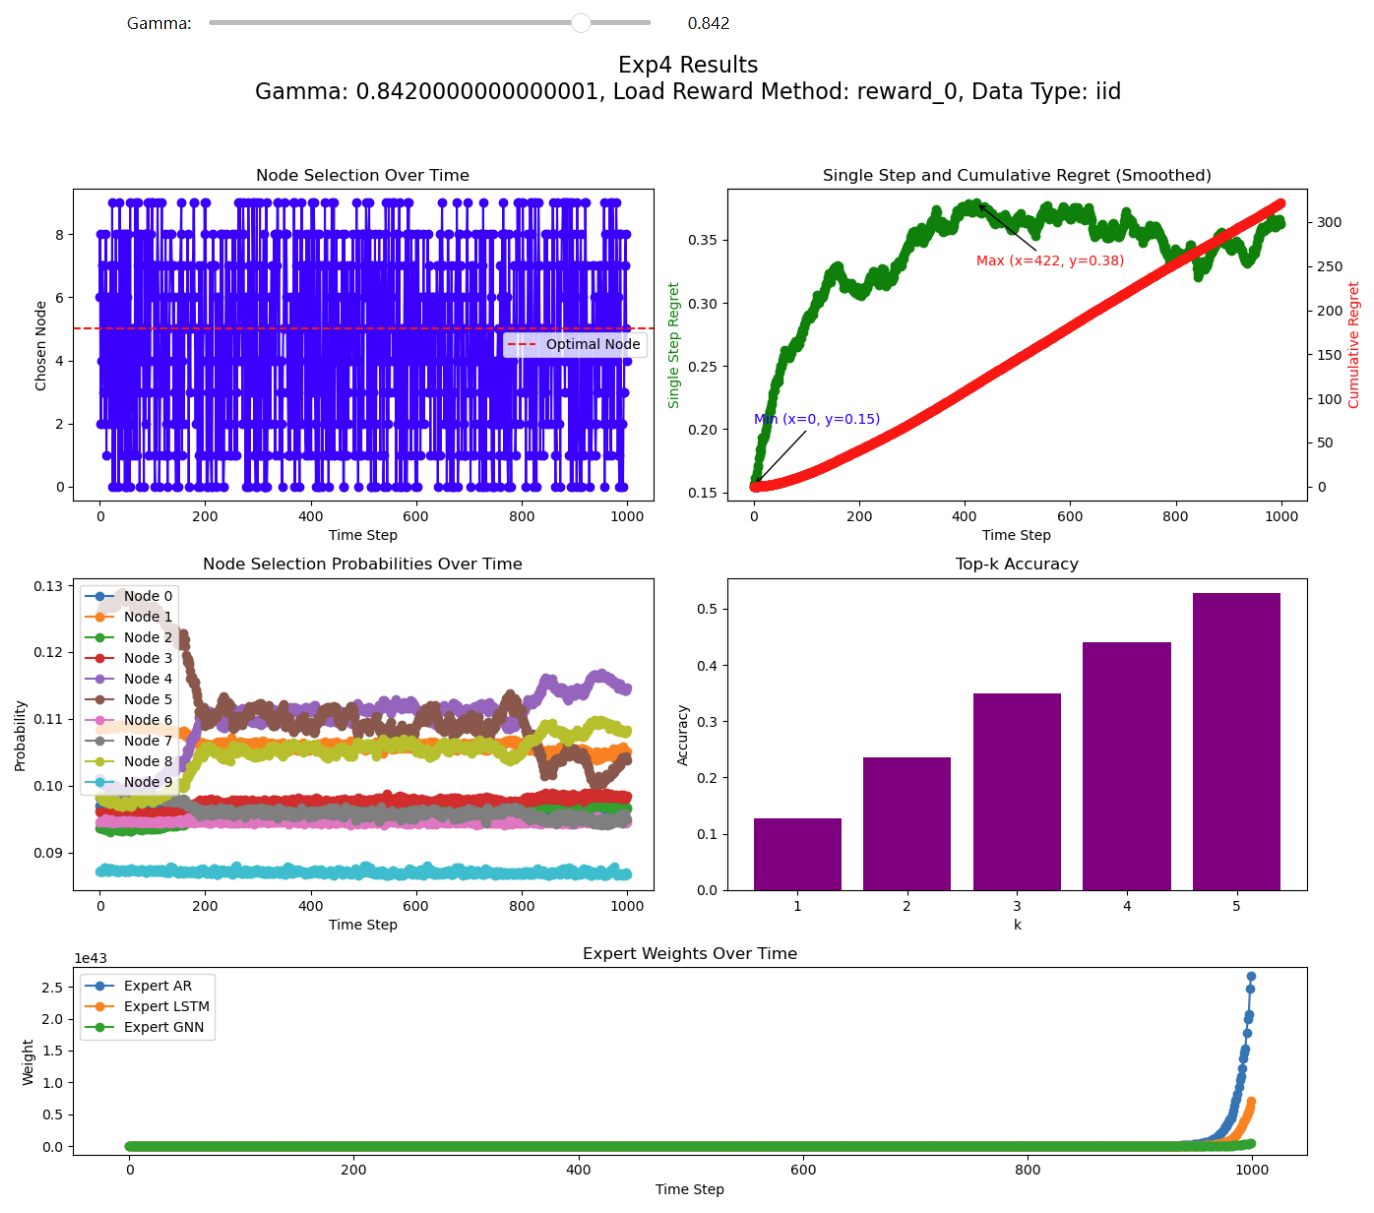 Gamma: 0.842
Exp4 Results
Gamma: 0.8420000000000001, Load Reward Method: reward_0, Data Type: iid
Node Selection Over Time
Chosen Node
8
6
4
2
0
Optimal Node
0 200 400 600 800 1000
Time Step
Single Step and Cumulative Regret (Smoothed)
Single Step Regret
0.35
0.30
0.25
0.20
0.15
Max (x=422, y=0.38)
Min (x=0, y=0.15)
300
250
200
150
100
50
0
Cumulative Regret
0 200 400 600 800 1000
Time Step
Node Selection Probabilities Over Time
Probability
0.13
0.12
0.11
0.10
0.09
Node 0
Node 1
Node 2
Node 3
Node 4
Node 5
Node 6
Node 7
Node 8
Node 9
0 200 400 600 800 1000
Time Step
Top-k Accuracy
Accuracy
0.5
0.4
0.3
0.2
0.1
0.0
1 2 3 4 5
k
Expert Weights Over Time
1e43
Weight
2.5
2.0
1.5
1.0
0.5
0.0
Expert AR
Expert LSTM
Expert GNN
0 200 400 600 800 1000
Time Step